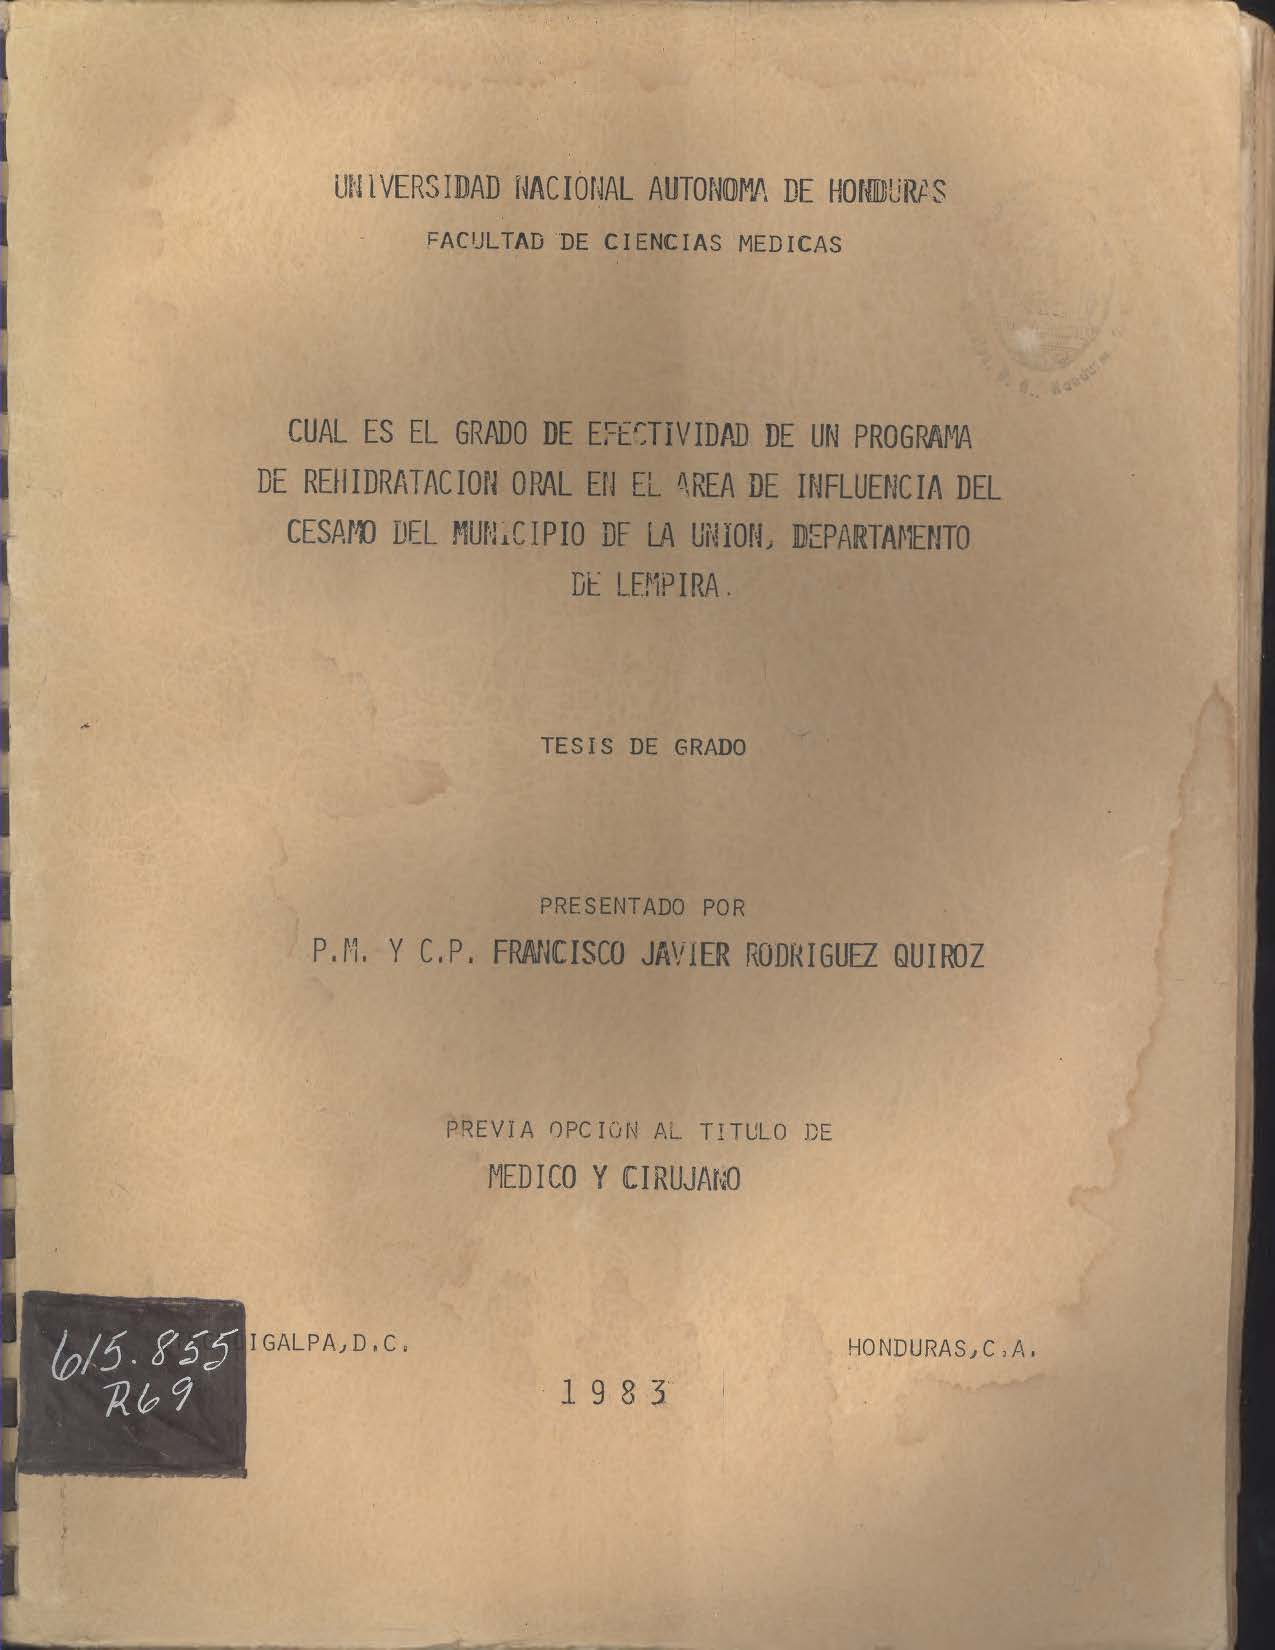 UNIVERSIDAD NACIONAL AUTONOMA DE HONDURAS
FACULTAD DE CIENCIAS MEDICAS
CUAL ES EL GRADO DE EFECTIVIDAD DE UN PROGRAMA
DE REHIDRATACION ORAL EN EL AREA DE INFLUENCIA DEL
CESAMO DEL MUNICIPIO DE LA UNION, DEPARTAMENTO
DE LEMPIRA.
TESIS DE GRADO
PRESENTADO POR
P.M. Y C.P. FRANCISCO JAVIER RODRIGUEZ QUIROZ
PREVIA OPCION AL TITULO DE
MEDICO Y CIRUJANO
IGALPA, D.C. HONDURAS, C.A.
615.855
R69
1983